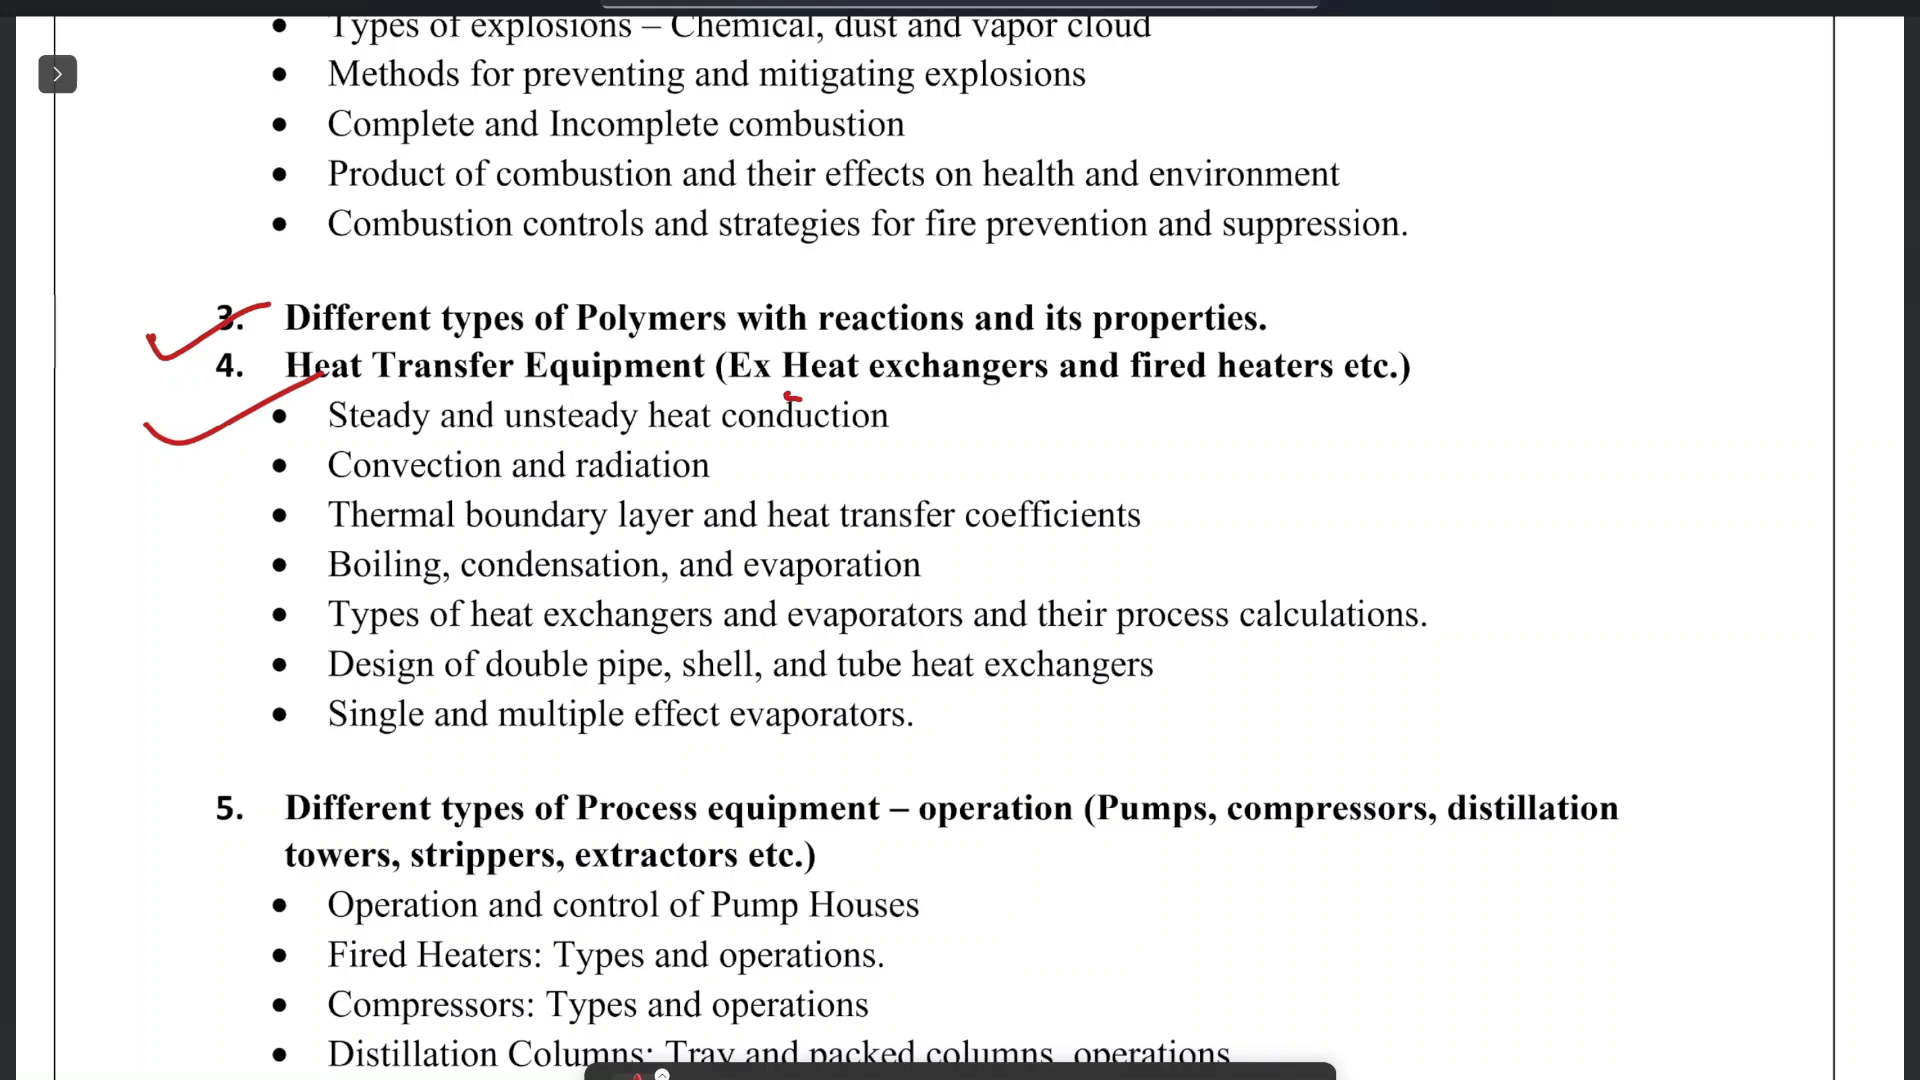 • Types of explosions – Chemical, dust and vapor cloud
• Methods for preventing and mitigating explosions
• Complete and Incomplete combustion
• Product of combustion and their effects on health and environment
• Combustion controls and strategies for fire prevention and suppression.
3. Different types of Polymers with reactions and its properties.
4. Heat Transfer Equipment (Ex Heat exchangers and fired heaters etc.)
• Steady and unsteady heat conduction
• Convection and radiation
• Thermal boundary layer and heat transfer coefficients
• Boiling, condensation, and evaporation
• Types of heat exchangers and evaporators and their process calculations.
• Design of double pipe, shell, and tube heat exchangers
• Single and multiple effect evaporators.
5. Different types of Process equipment – operation (Pumps, compressors, distillation
towers, strippers, extractors etc.)
• Operation and control of Pump Houses
• Fired Heaters: Types and operations.
• Compressors: Types and operations
• Distillation Columns: Tray and packed columns, operations